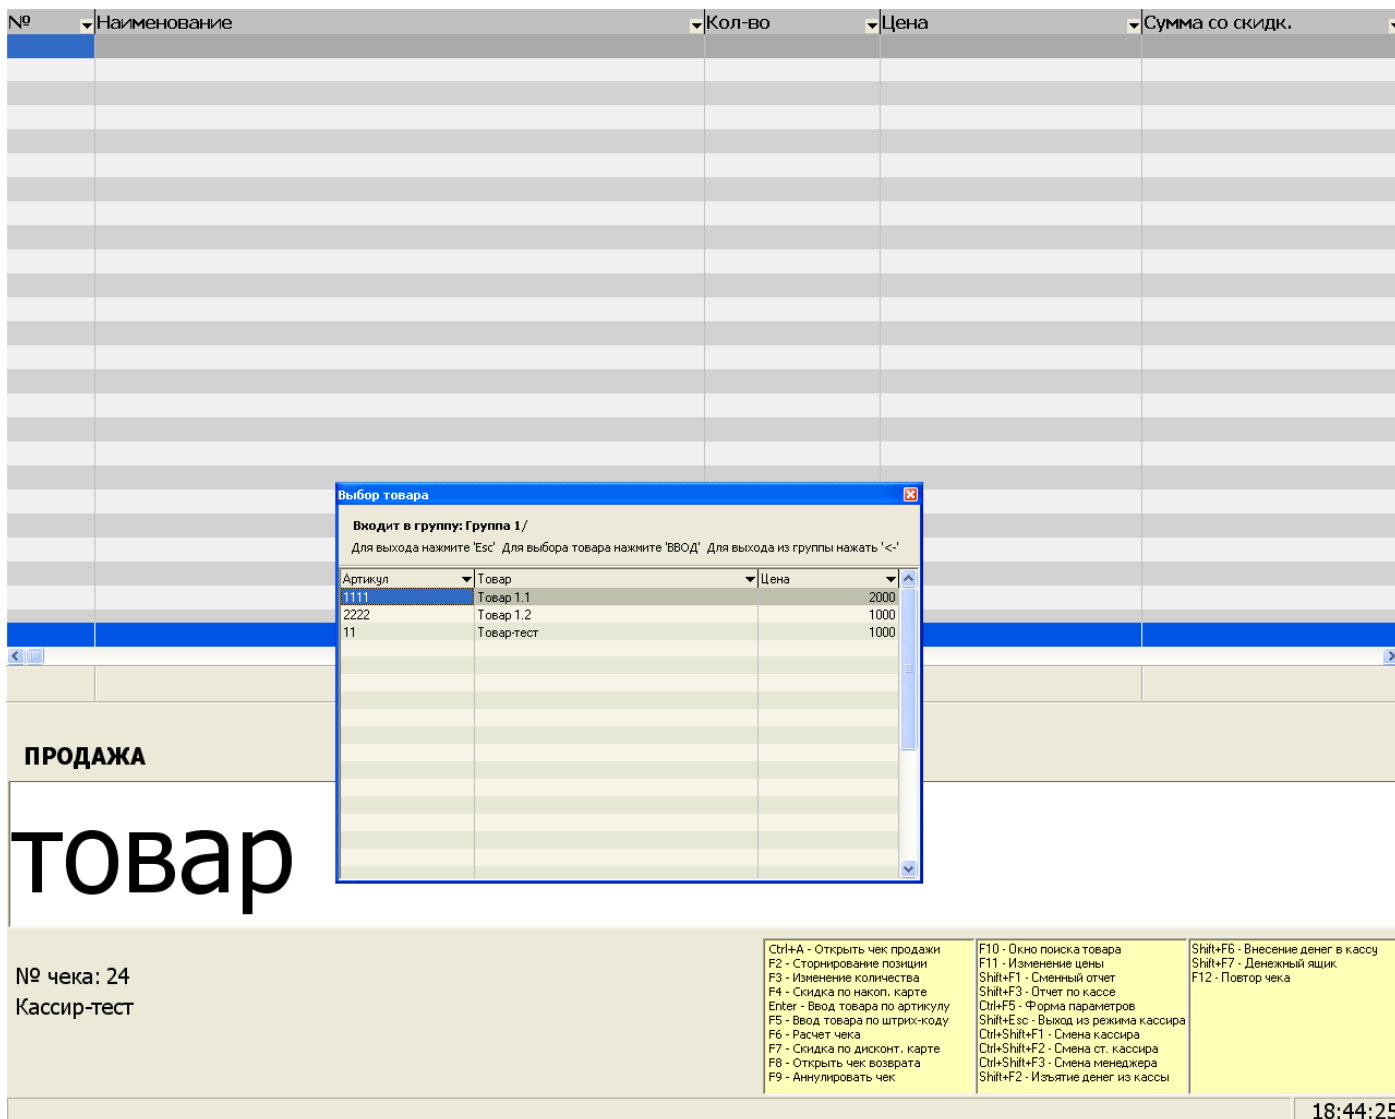 № Наименование Кол-во Цена Сумма со скидк.
Выбор товара
Входит в группу: Группа 1/
Для выхода нажмите 'Esc' Для выбора товара нажмите 'ВВОД' Для выхода из группы нажать '<-'
Артикул Товар Цена
1111 Товар 1.1 2000
2222 Товар 1.2 1000
11 Товар-тест 1000
ПРОДАЖА
товар
№ чека: 24
Кассир-тест
Ctrl+A - Открыть чек продажи
F2 - Сторнирование позиции
F3 - Изменение количества
F4 - Скидка по накоп. карте
Enter - Ввод товара по артикулу
F5 - Ввод товара по штрих-коду
F6 - Расчет чека
F7 - Скидка по дисконт. карте
F8 - Открыть чек возврата
F9 - Аннулировать чек
F10 - Окно поиска товара
F11 - Изменение цены
Shift+F1 - Сменный отчет
Shift+F3 - Отчет по кассе
Ctrl+F5 - Форма параметров
Shift+Esc - Выход из режима кассира
Ctrl+Shift+F1 - Смена кассира
Ctrl+Shift+F2 - Смена ст. кассира
Ctrl+Shift+F3 - Смена менеджера
Shift+F2 - Изъятие денег из кассы
Shift+F6 - Внесение денег в кассу
Shift+F7 - Денежный ящик
F12 - Повтор чека
18:44:25